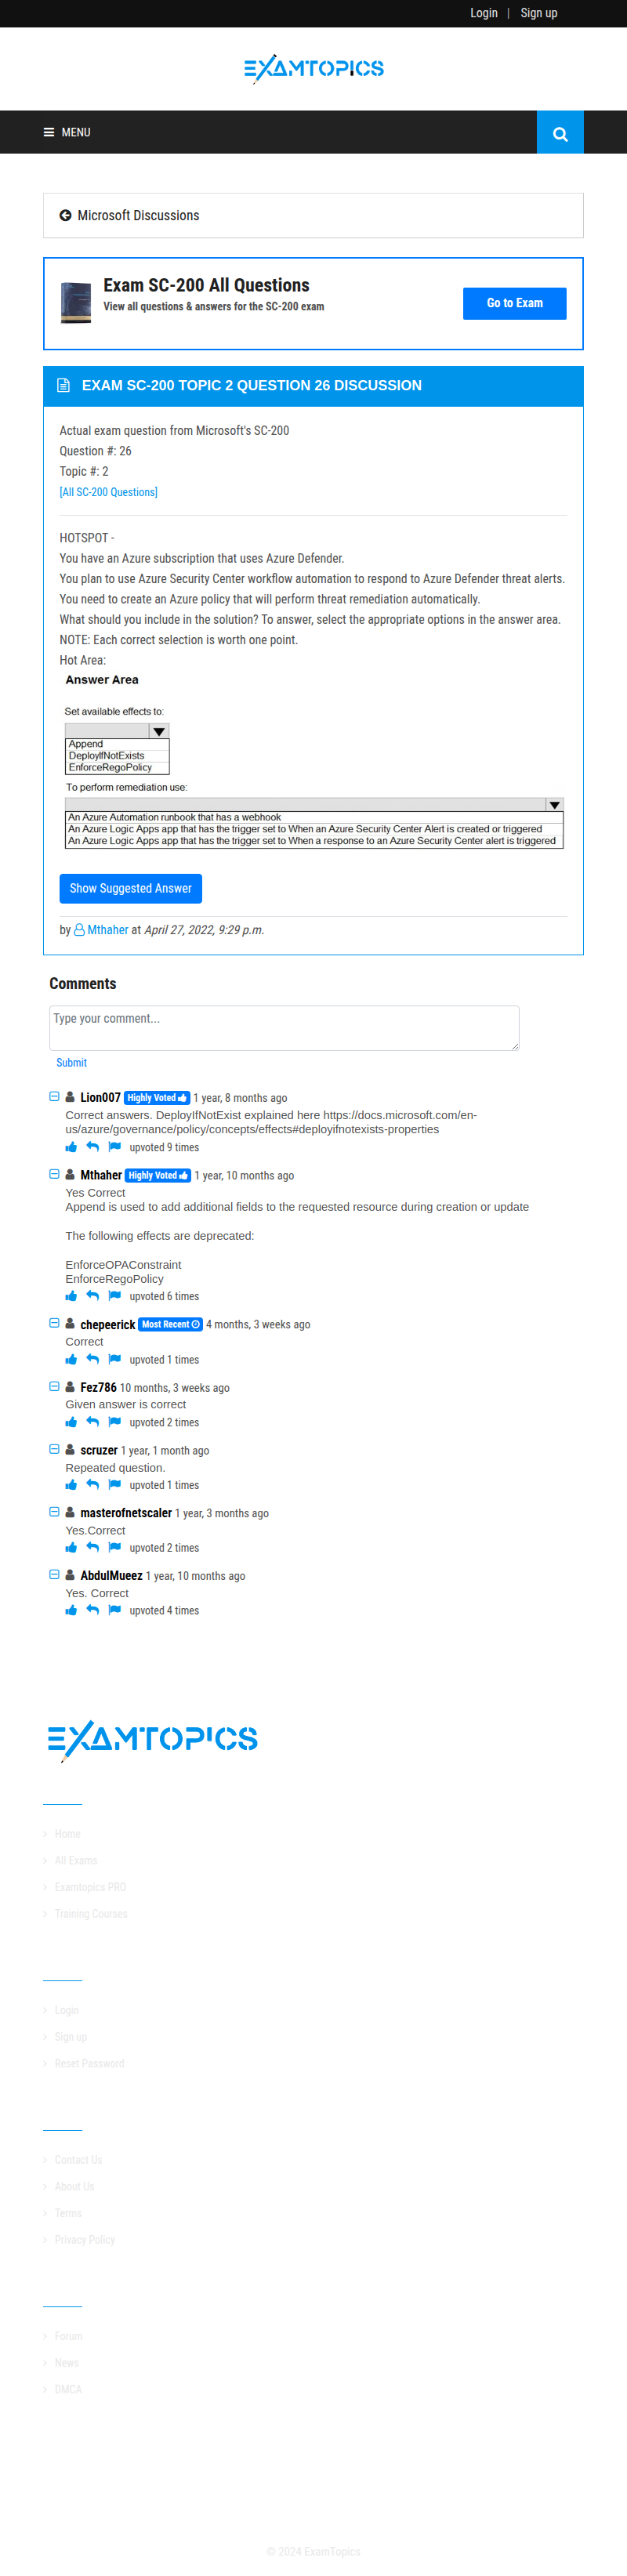 Login | Sign up
EXAMTOPICS
MENU
Microsoft Discussions
Exam SC-200 All Questions
View all questions & answers for the SC-200 exam
Go to Exam
EXAM SC-200 TOPIC 2 QUESTION 26 DISCUSSION
Actual exam question from Microsoft's SC-200
Question #: 26
Topic #: 2
[All SC-200 Questions]
HOTSPOT -
You have an Azure subscription that uses Azure Defender.
You plan to use Azure Security Center workflow automation to respond to Azure Defender threat alerts.
You need to create an Azure policy that will perform threat remediation automatically.
What should you include in the solution? To answer, select the appropriate options in the answer area.
NOTE: Each correct selection is worth one point.
Hot Area:
Answer Area
Set available effects to:
Append
DeployIfNotExists
EnforceRegoPolicy
To perform remediation use:
An Azure Automation runbook that has a webhook
An Azure Logic Apps app that has the trigger set to When an Azure Security Center Alert is created or triggered
An Azure Logic Apps app that has the trigger set to When a response to an Azure Security Center alert is triggered
Show Suggested Answer
by Mthaher at April 27, 2022, 9:29 p.m.
Comments
Type your comment...
Submit
Lion007 Highly Voted 1 year, 8 months ago
Correct answers. DeployIfNotExist explained here https://docs.microsoft.com/en-
us/azure/governance/policy/concepts/effects#deployifnotexists-properties
upvoted 9 times
Mthaher Highly Voted 1 year, 10 months ago
Yes Correct
Append is used to add additional fields to the requested resource during creation or update
The following effects are deprecated:
EnforceOPAConstraint
EnforceRegoPolicy
upvoted 6 times
chepeerick Most Recent 4 months, 3 weeks ago
Correct
upvoted 1 times
Fez786 10 months, 3 weeks ago
Given answer is correct
upvoted 2 times
scruzer 1 year, 1 month ago
Repeated question.
upvoted 1 times
masterofnetscaler 1 year, 3 months ago
Yes.Correct
upvoted 2 times
AbdulMueez 1 year, 10 months ago
Yes. Correct
upvoted 4 times
EXAMTOPICS
Home
All Exams
Examtopics PRO
Training Courses
Login
Sign up
Reset Password
Contact Us
About Us
Terms
Privacy Policy
Forum
News
DMCA
© 2024 ExamTopics